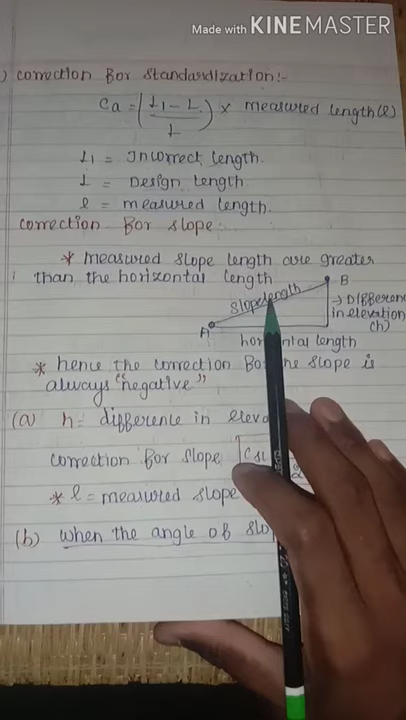 Made with KINEMASTER
) correction for standardization:-
Ca = (L1 - L / L) × measured length(l)
L1 = Incorrect length.
L = Design length.
l = measured length.
correction for slope:
* measured slope length are greater
than the horizontal length
B
slope length
→ Difference
in elevation
(h)
A
horizontal length
* hence the correction for the slope is
always "negative"
(a) h = difference in eleva
correction for slope
* l = measured slope
(b) when the angle of slop